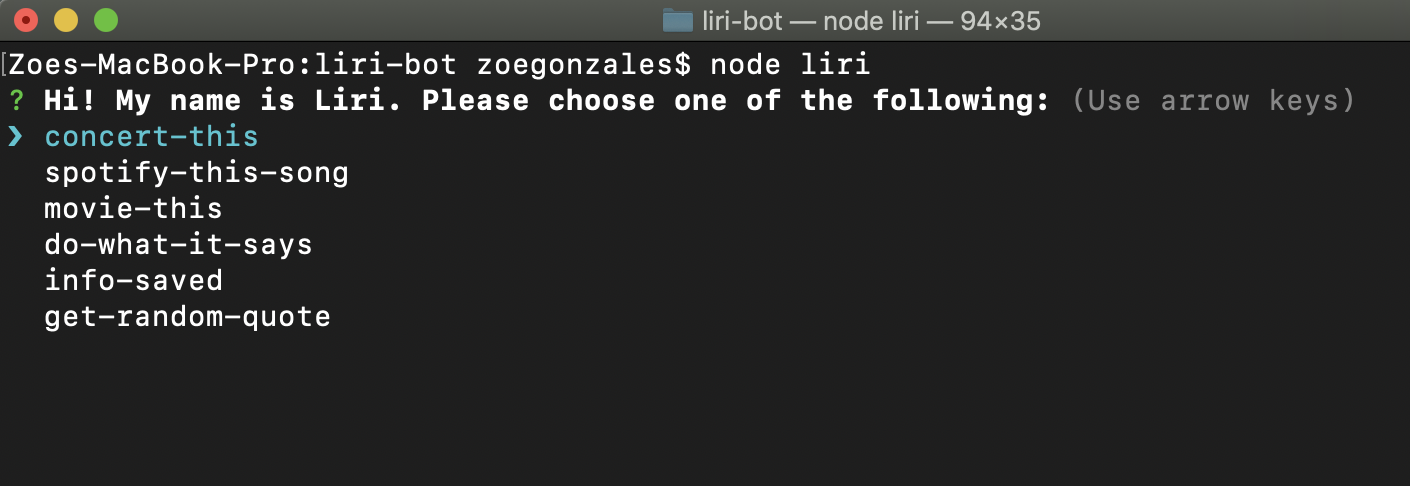 liri-bot — node liri — 94×35
[Zoes-MacBook-Pro:liri-bot zoegonzales$ node liri
? Hi! My name is Liri. Please choose one of the following: (Use arrow keys)
❯ concert-this
spotify-this-song
movie-this
do-what-it-says
info-saved
get-random-quote